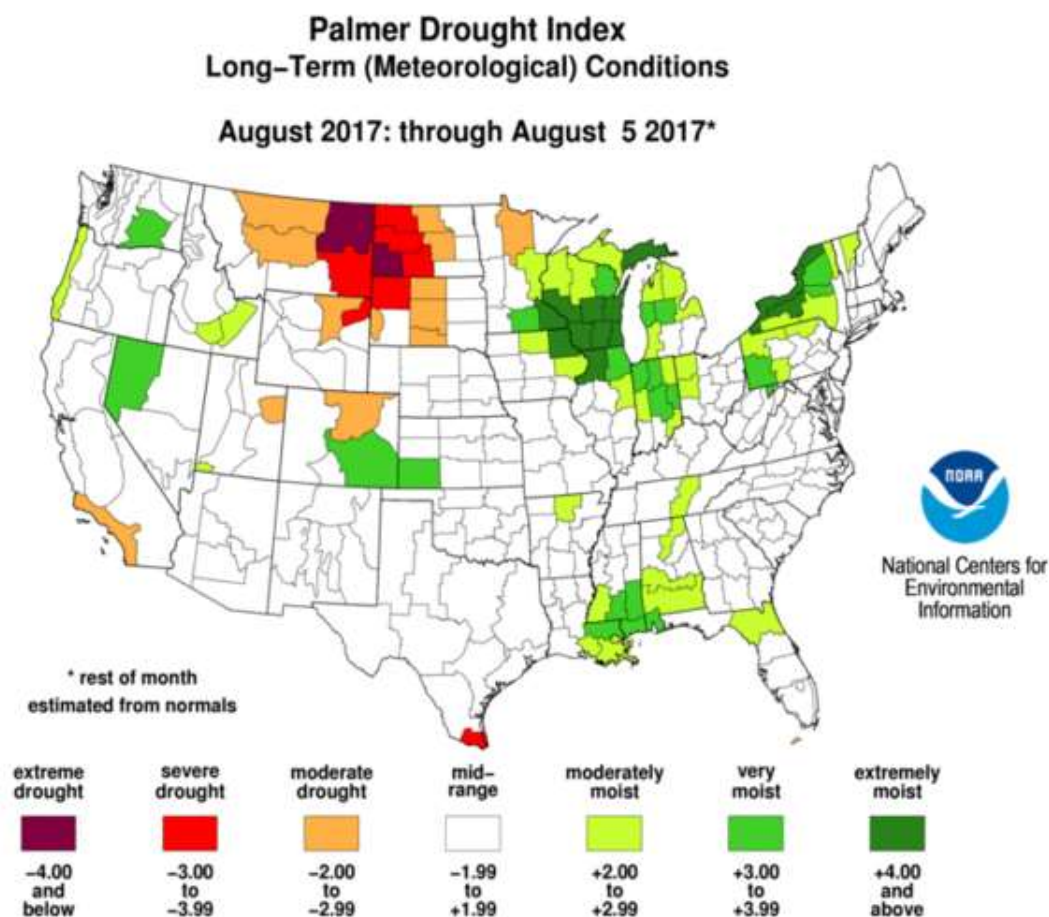 Palmer Drought Index
Long−Term (Meteorological) Conditions
August 2017: through August 5 2017*
NOAA
National Centers for
Environmental
Information
* rest of month
estimated from normals
extreme
drought
severe
drought
moderate
drought
mid−
range
moderately
moist
very
moist
extremely
moist
−4.00
and
below
−3.00
to
−3.99
−2.00
to
−2.99
−1.99
to
+1.99
+2.00
to
+2.99
+3.00
to
+3.99
+4.00
and
above